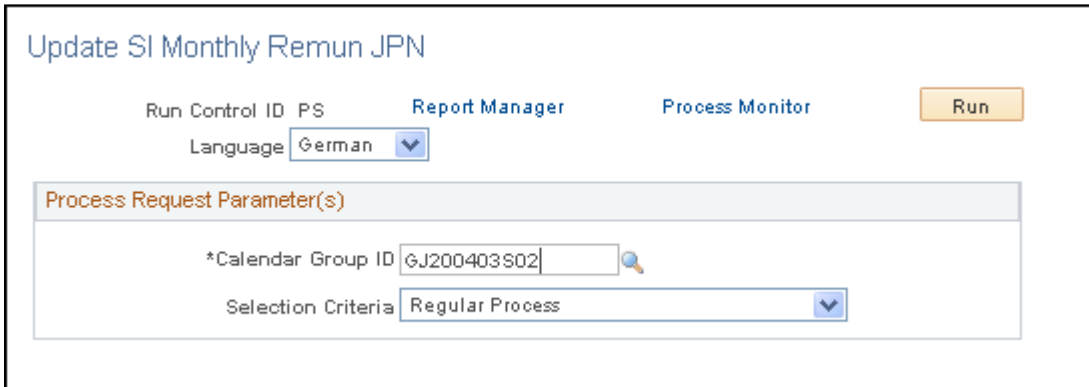 Update SI Monthly Remun JPN
Run Control ID PS Report Manager Process Monitor Run
Language German
Process Request Parameter(s)
*Calendar Group ID GJ200403S02
Selection Criteria Regular Process